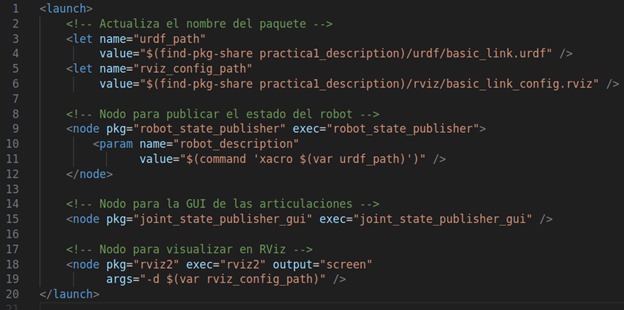 1 <launch>
2 <!-- Actualiza el nombre del paquete -->
3 <let name="urdf_path"
4 value="$(find-pkg-share practica1_description)/urdf/basic_link.urdf" />
5 <let name="rviz_config_path"
6 value="$(find-pkg-share practica1_description)/rviz/basic_link_config.rviz" />
7
8 <!-- Nodo para publicar el estado del robot -->
9 <node pkg="robot_state_publisher" exec="robot_state_publisher">
10 <param name="robot_description"
11 value="$(command 'xacro $(var urdf_path)')" />
12 </node>
13
14 <!-- Nodo para la GUI de las articulaciones -->
15 <node pkg="joint_state_publisher_gui" exec="joint_state_publisher_gui" />
16
17 <!-- Nodo para visualizar en RViz -->
18 <node pkg="rviz2" exec="rviz2" output="screen"
19 args="-d $(var rviz_config_path)" />
20 </launch>
21